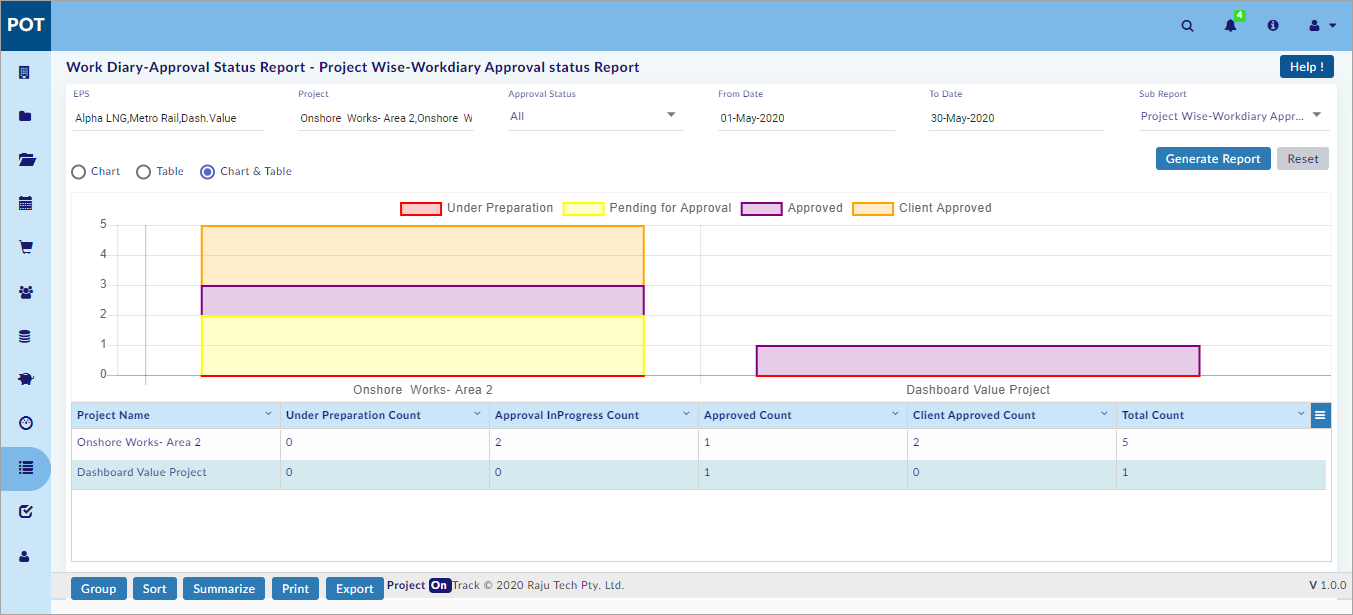 POT
4
Work Diary-Approval Status Report - Project Wise-Workdiary Approval status Report
Help !
EPS
Project
Approval Status
From Date
To Date
Sub Report
Alpha LNG,Metro Rail,Dash.Value
Onshore Works- Area 2,Onshore W
All
01-May-2020
30-May-2020
Project Wise-Workdiary Appr...
Generate Report
Reset
Chart
Table
Chart & Table
Under Preparation
Pending for Approval
Approved
Client Approved
5
4
3
2
1
0
Onshore Works- Area 2
Dashboard Value Project
Project Name
Under Preparation Count
Approval InProgress Count
Approved Count
Client Approved Count
Total Count
Onshore Works- Area 2
0
2
1
2
5
Dashboard Value Project
0
0
1
0
1
Group
Sort
Summarize
Print
Export
Project On Track © 2020 Raju Tech Pty. Ltd.
V 1.0.0